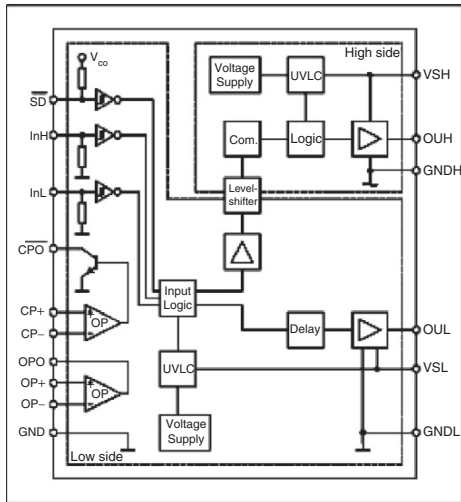 High side
V_co
Voltage
Supply
UVLC
VSH
SD
InH
Com.
Logic
OUH
GNDH
InL
Level-
shifter
CPO
Input
Logic
CP+
OP
CP−
Delay
OUL
OPO
UVLC
VSL
OP+
OP
OP−
Voltage
Supply
GND
GNDL
Low side